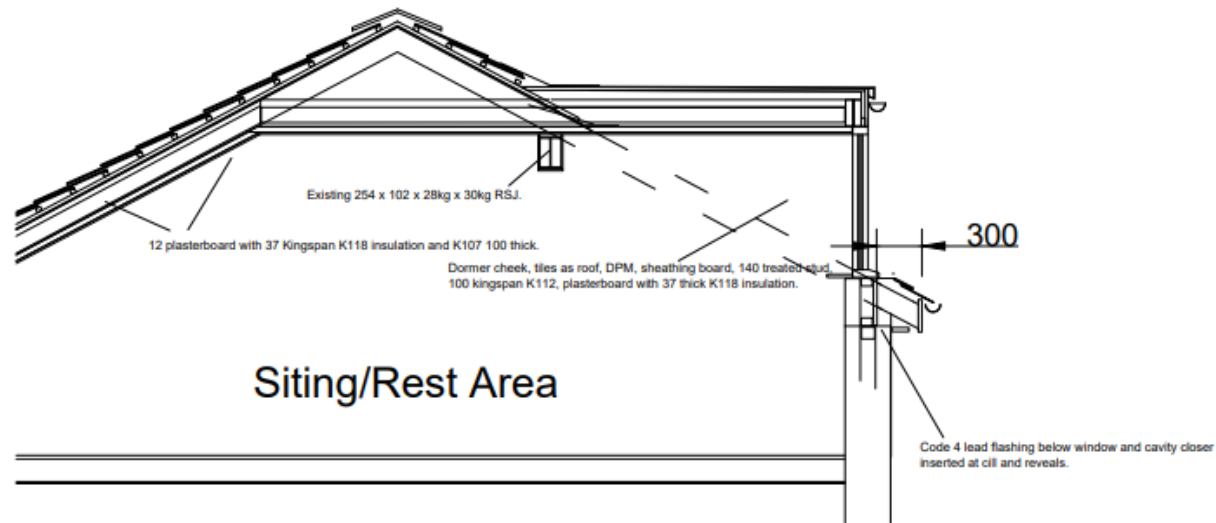 Existing 254 x 102 x 28kg x 30kg RSJ.
12 plasterboard with 37 Kingspan K118 insulation and K107 100 thick.
300
Dormer cheek, tiles as roof, DPM, sheathing board, 140 treated stud,
100 kingspan K112, plasterboard with 37 thick K118 insulation.
Siting/Rest Area
Code 4 lead flashing below window and cavity closer
inserted at cill and reveals.